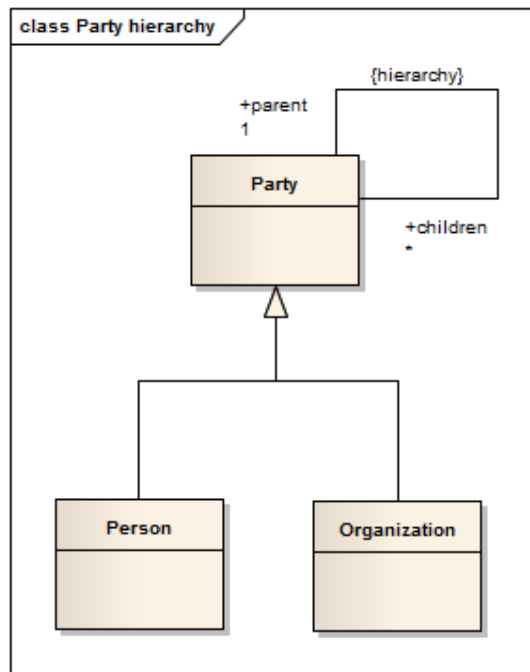 class Party hierarchy
{hierarchy}
+parent
1
Party
+children
*
Person
Organization